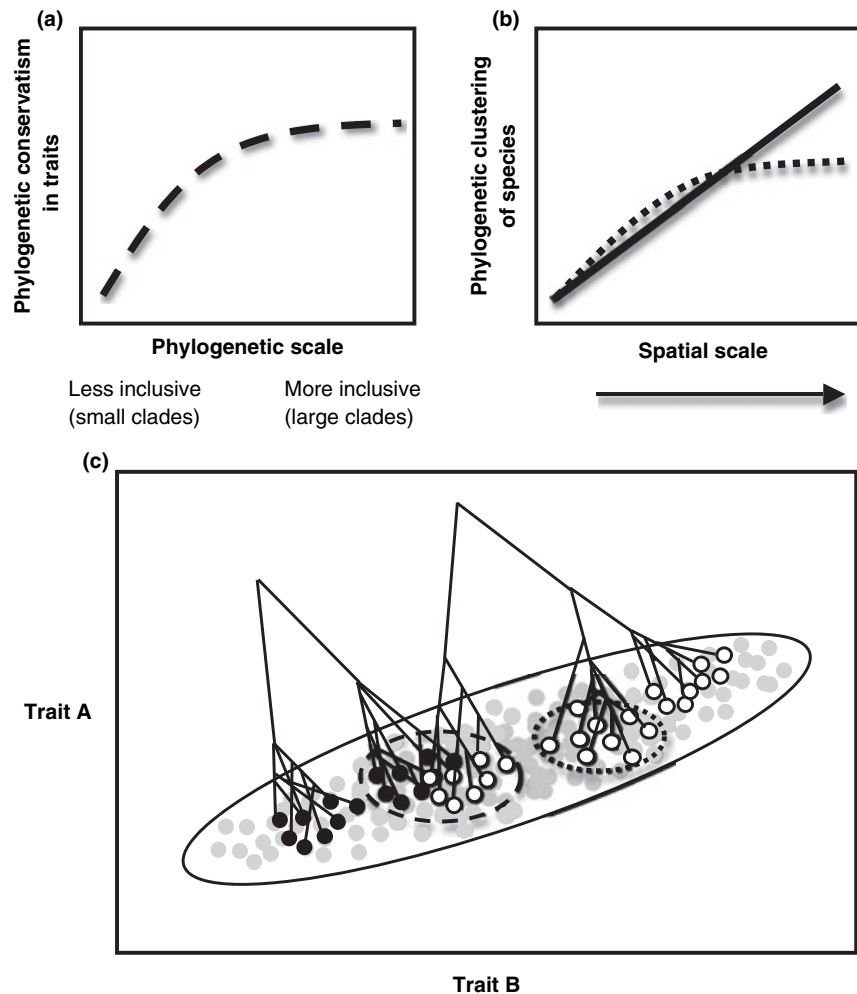 (a)
Phylogenetic conservatism
in traits
Phylogenetic scale
Less inclusive
(small clades)
More inclusive
(large clades)
(b)
Phylogenetic clustering
of species
Spatial scale
(c)
Trait A
Trait B